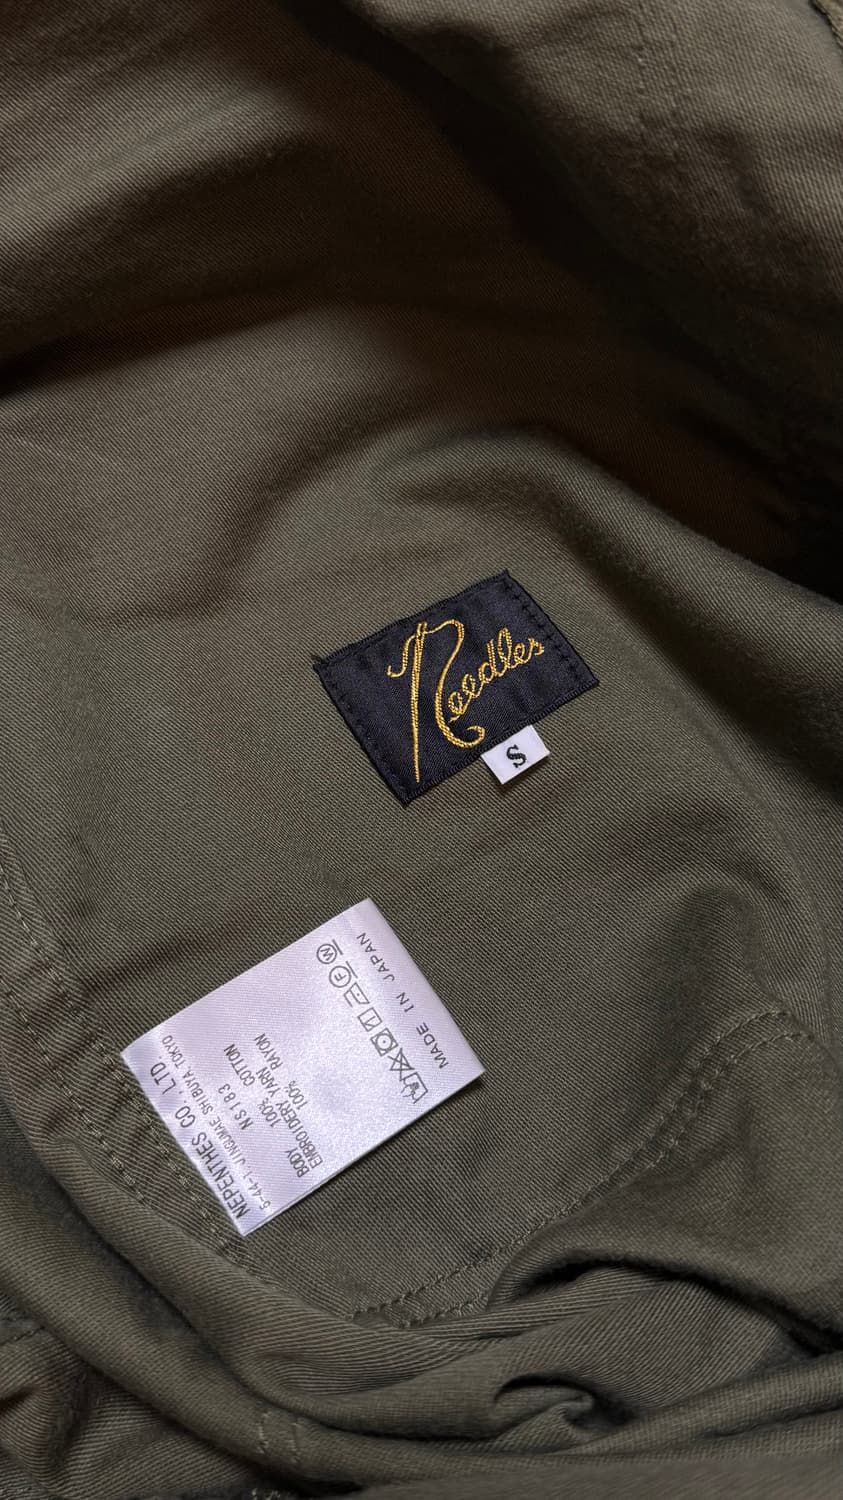 Needles
S
NEPENTHES CO., LTD.
5-44-1, JINGUMAE SHIBUYA TOKYO
NS183
BODY 100% COTTON
EMBROIDERY YARN
100% RAYON
F W
MADE IN JAPAN